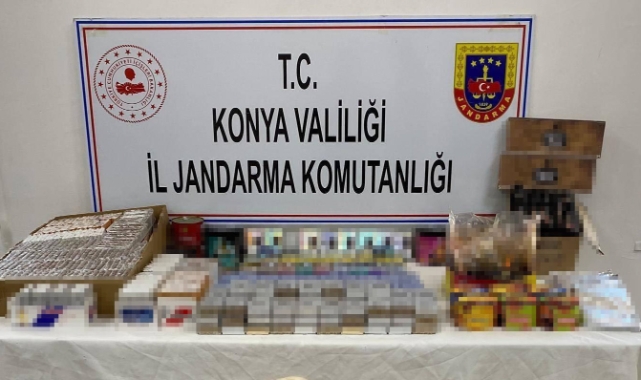 T.C.
KONYA VALİLİĞİ
İL JANDARMA KOMUTANLIĞI
JANDARMA